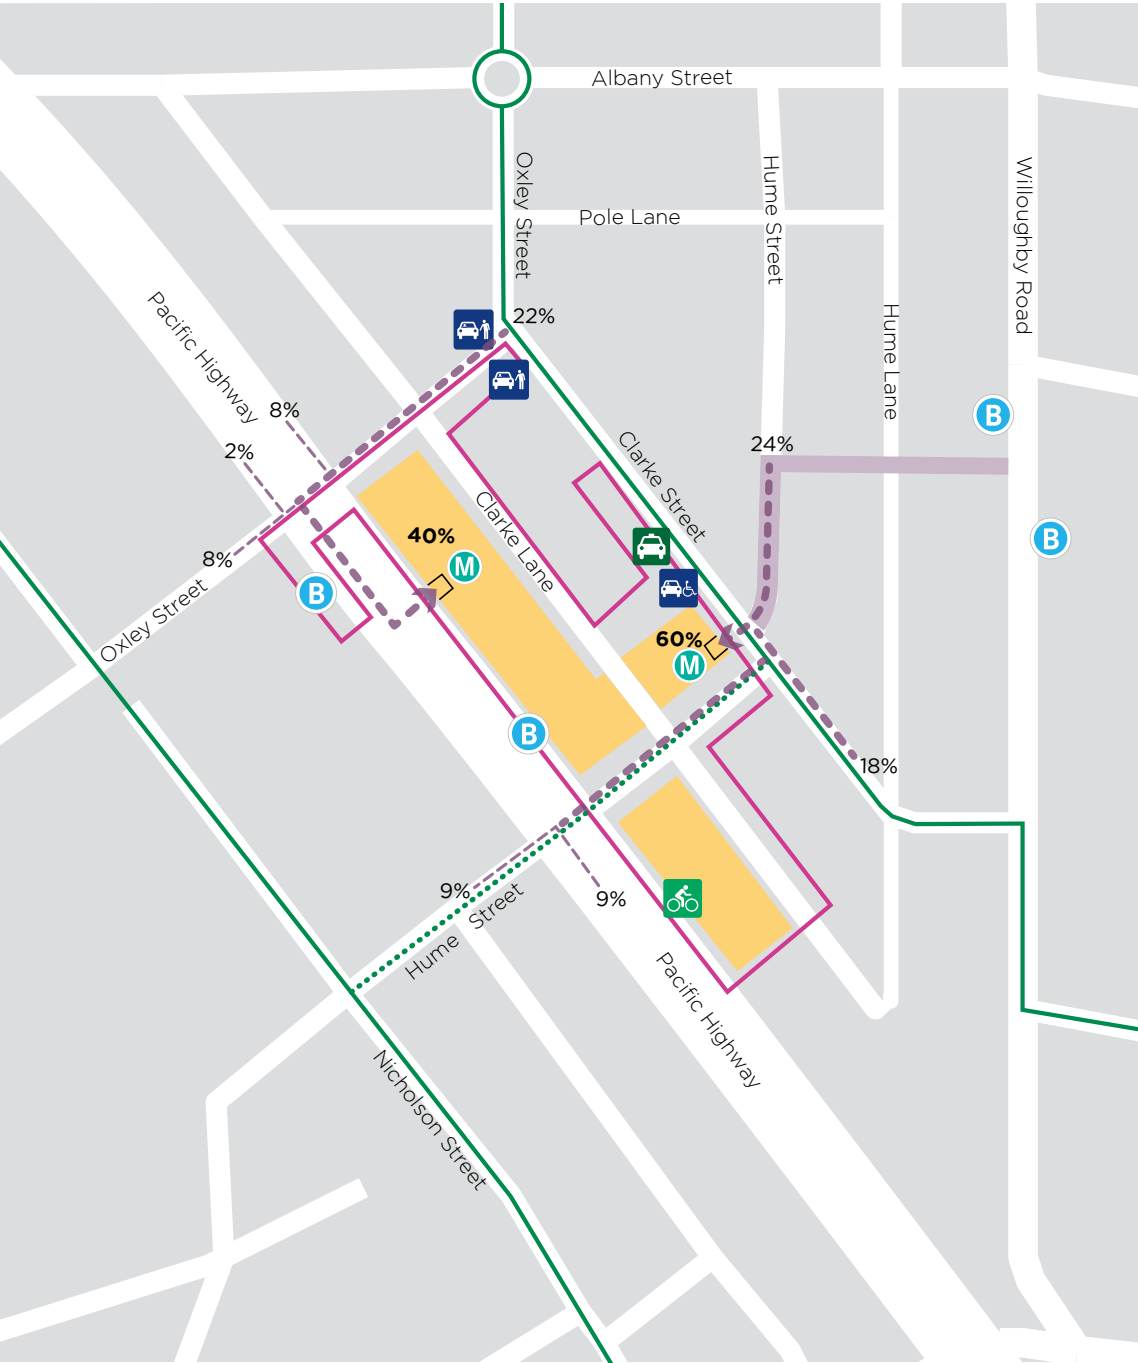 Albany Street
Oxley Street
Hume Street
Willoughby Road
Pole Lane
Pacific Highway
22%
Hume Lane
8%
B
2%
Clarke Street
24%
Clarke Lane
40%
B
M
8%
B
Oxley Street
60%
M
B
18%
9%
9%
Hume Street
Pacific Highway
Nicholson Street